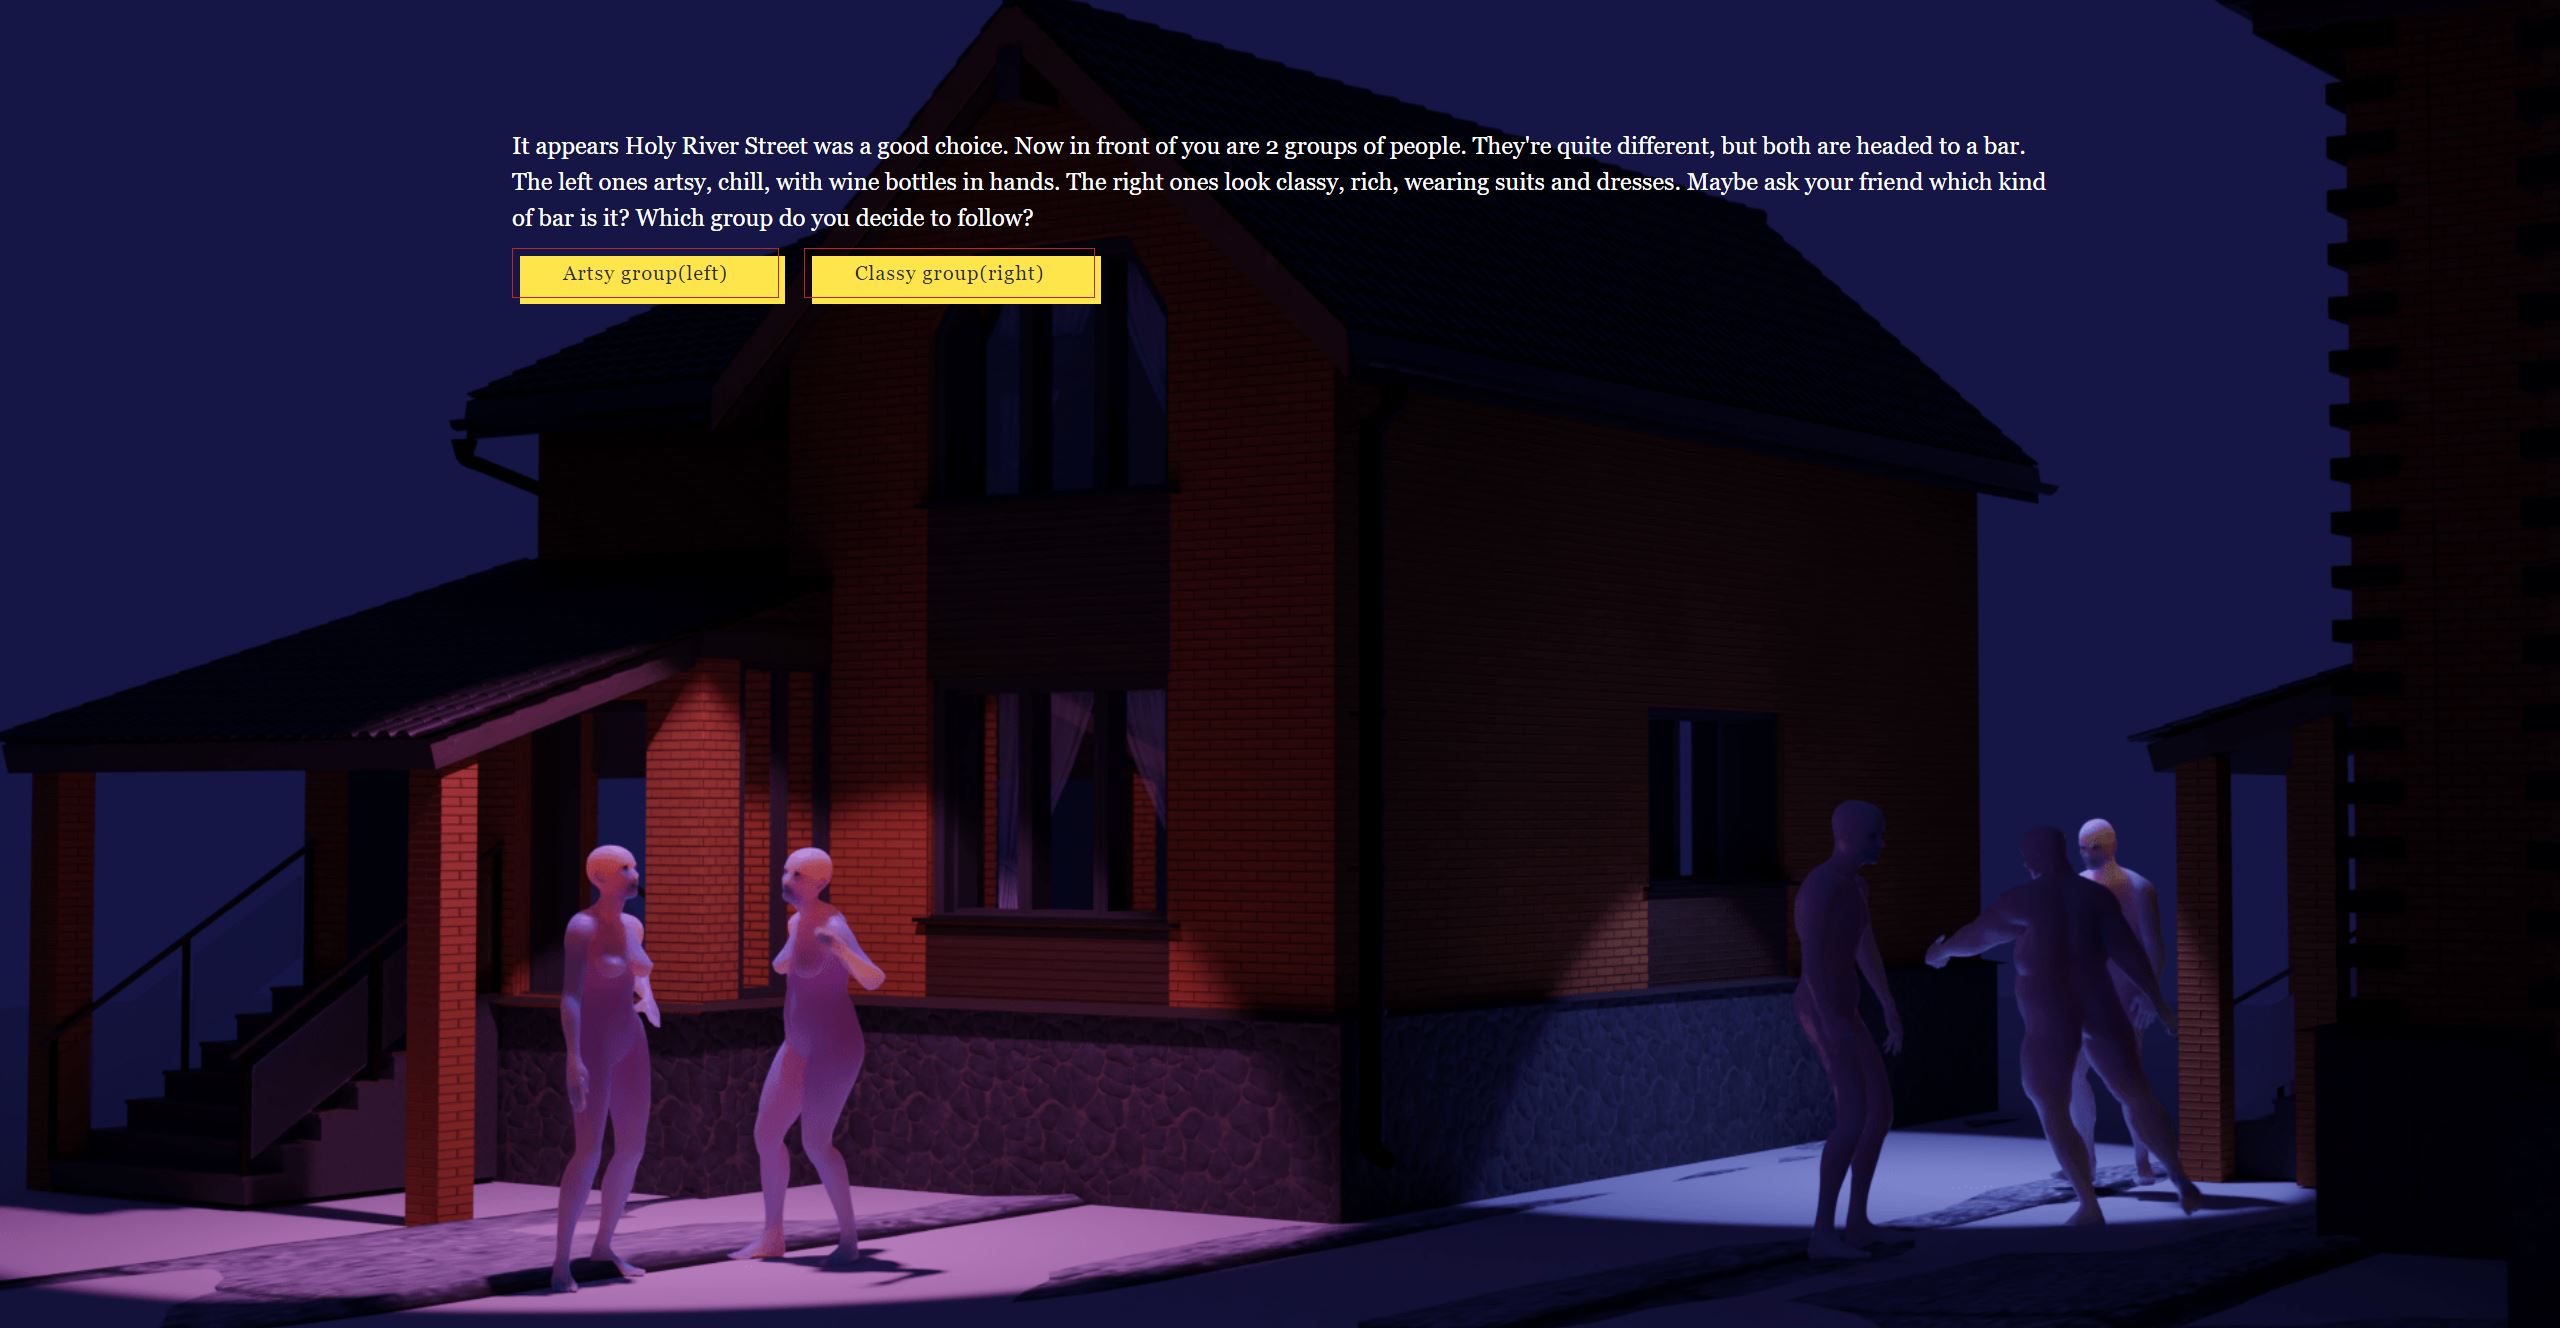 It appears Holy River Street was a good choice. Now in front of you are 2 groups of people. They're quite different, but both are headed to a bar.
The left ones artsy, chill, with wine bottles in hands. The right ones look classy, rich, wearing suits and dresses. Maybe ask your friend which kind
of bar is it? Which group do you decide to follow?
Artsy group(left) Classy group(right)